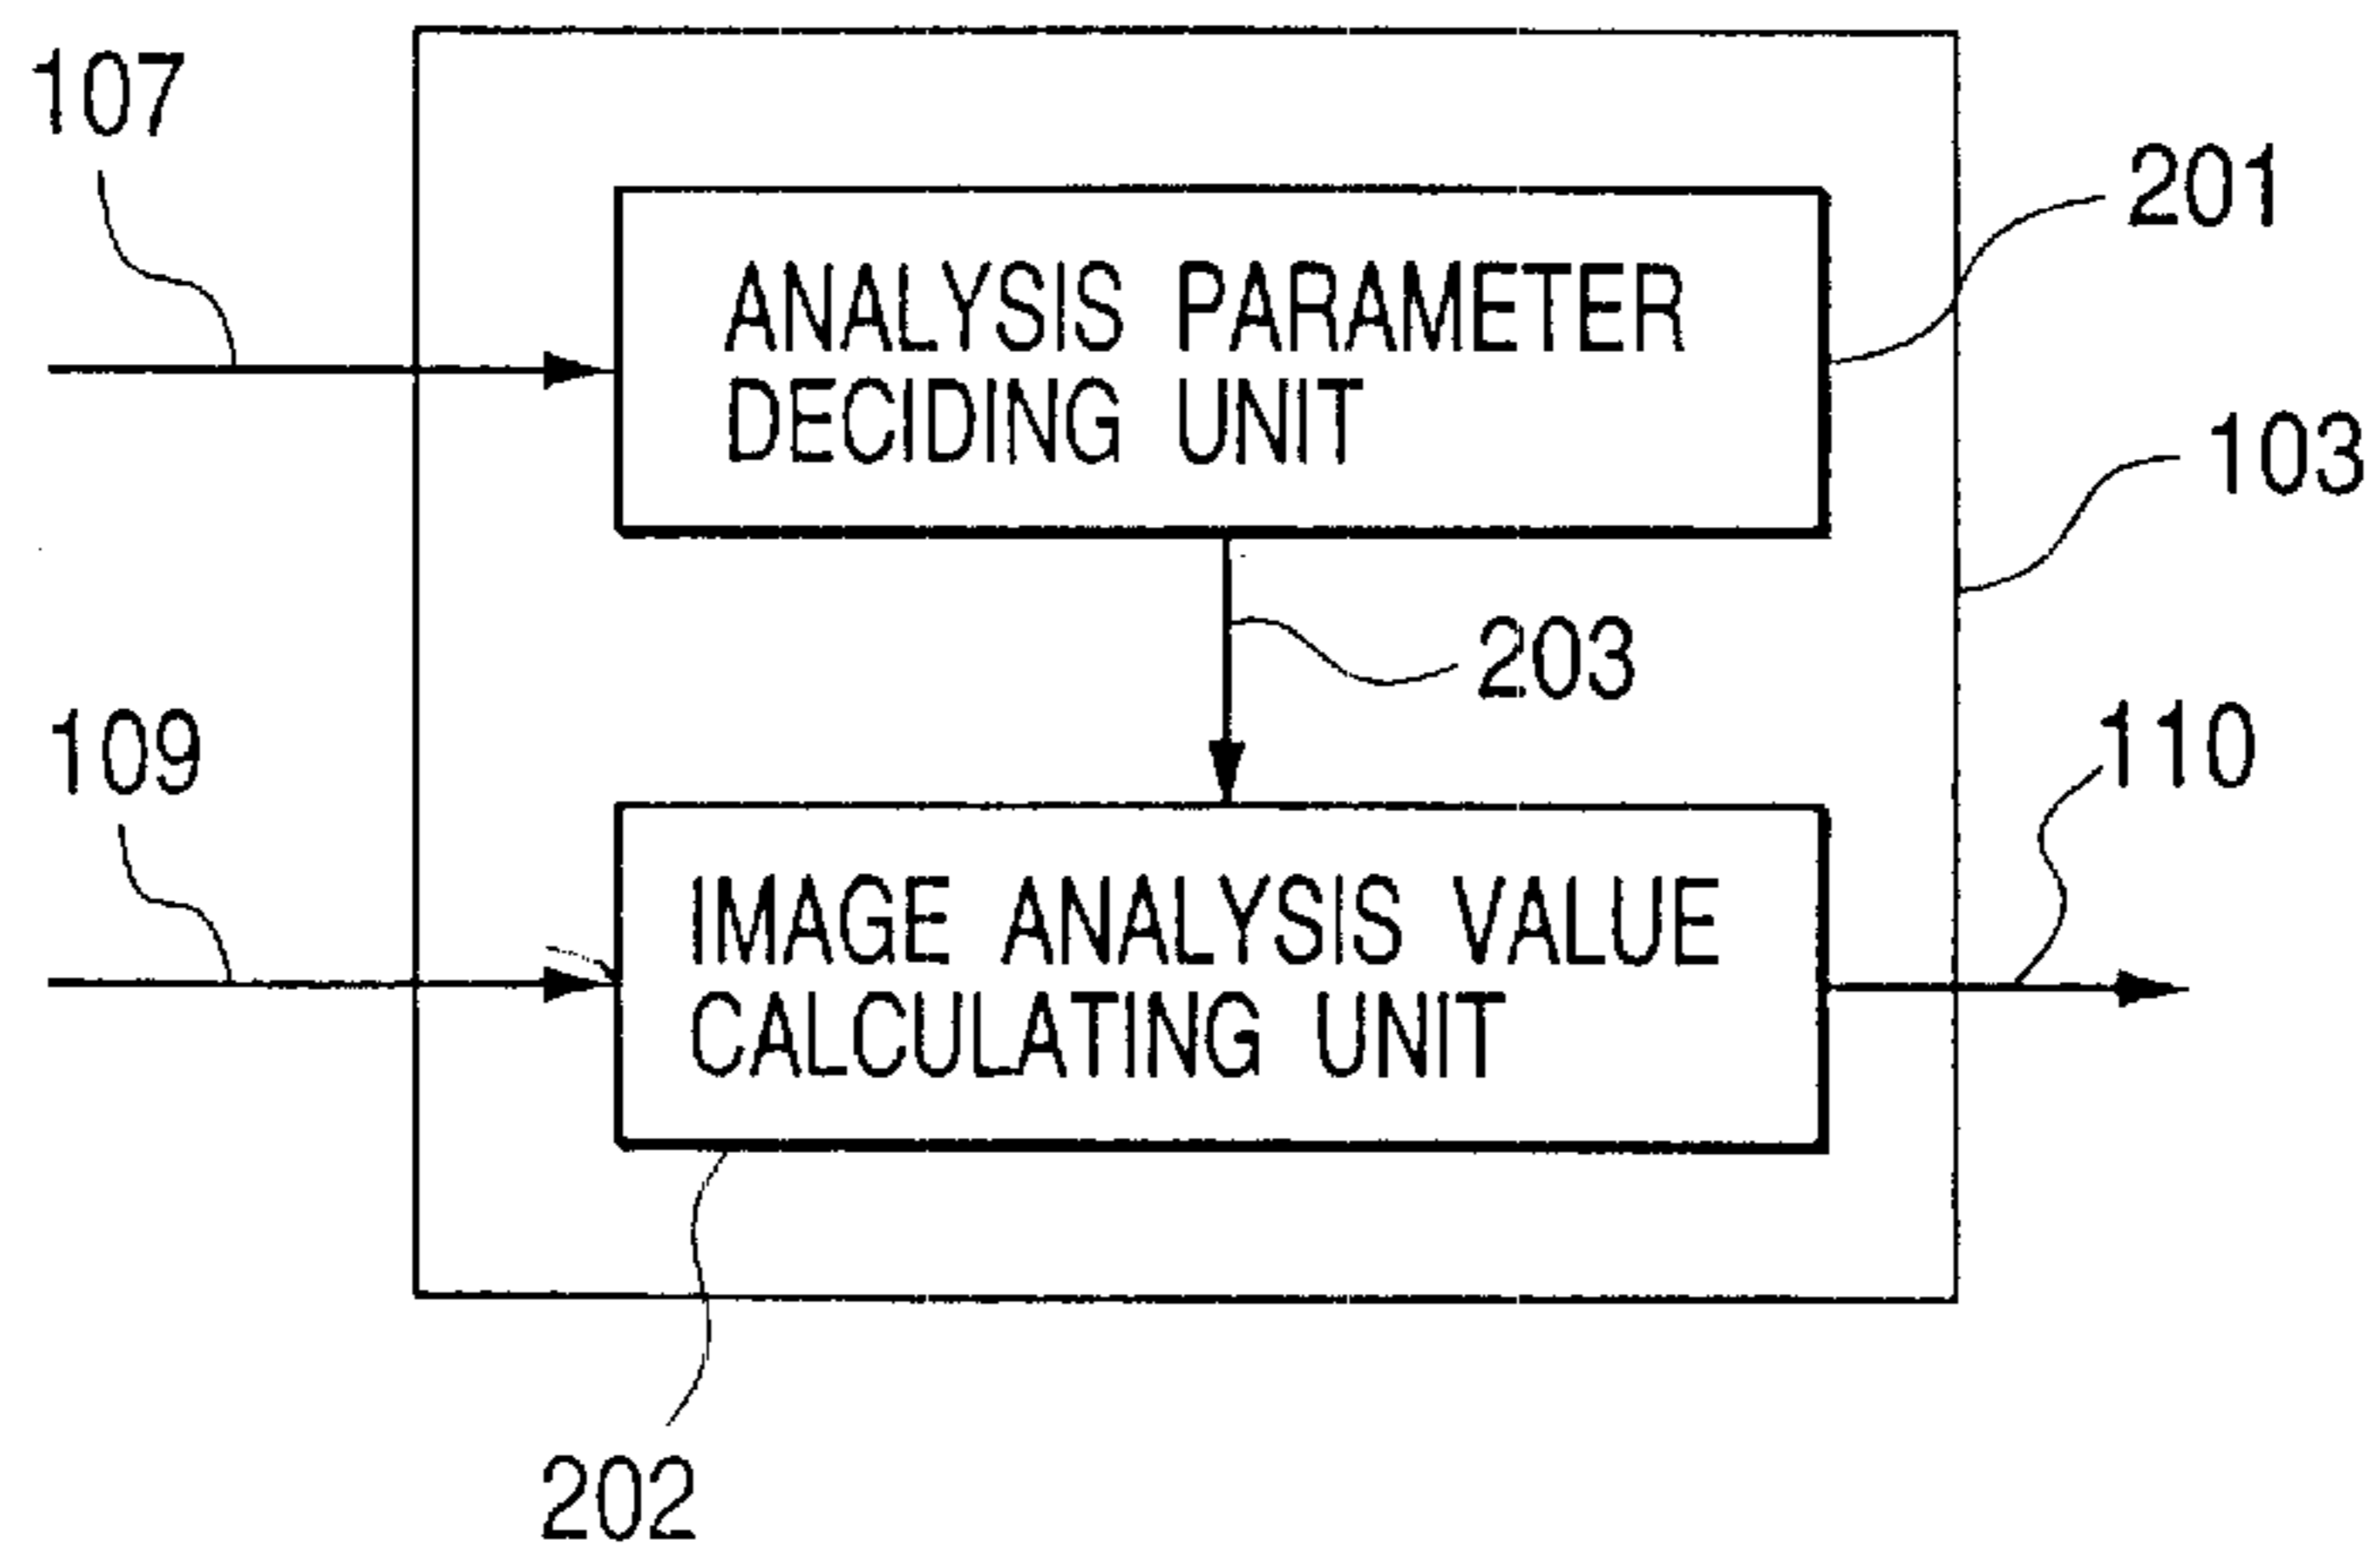 107
201
ANALYSIS PARAMETER
DECIDING UNIT
103
203
109
110
IMAGE ANALYSIS VALUE
CALCULATING UNIT
202